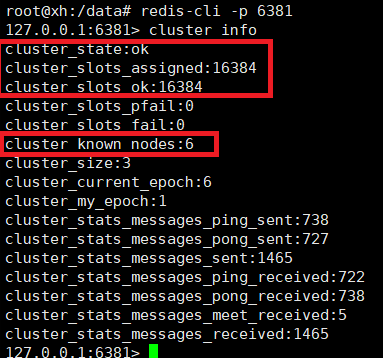 root@xh:/data# redis-cli -p 6381
127.0.0.1:6381> cluster info
cluster_state:ok
cluster_slots_assigned:16384
cluster_slots_ok:16384
cluster_slots_pfail:0
cluster_slots_fail:0
cluster_known_nodes:6
cluster_size:3
cluster_current_epoch:6
cluster_my_epoch:1
cluster_stats_messages_ping_sent:738
cluster_stats_messages_pong_sent:727
cluster_stats_messages_sent:1465
cluster_stats_messages_ping_received:722
cluster_stats_messages_pong_received:738
cluster_stats_messages_meet_received:5
cluster_stats_messages_received:1465
127.0.0.1:6381>